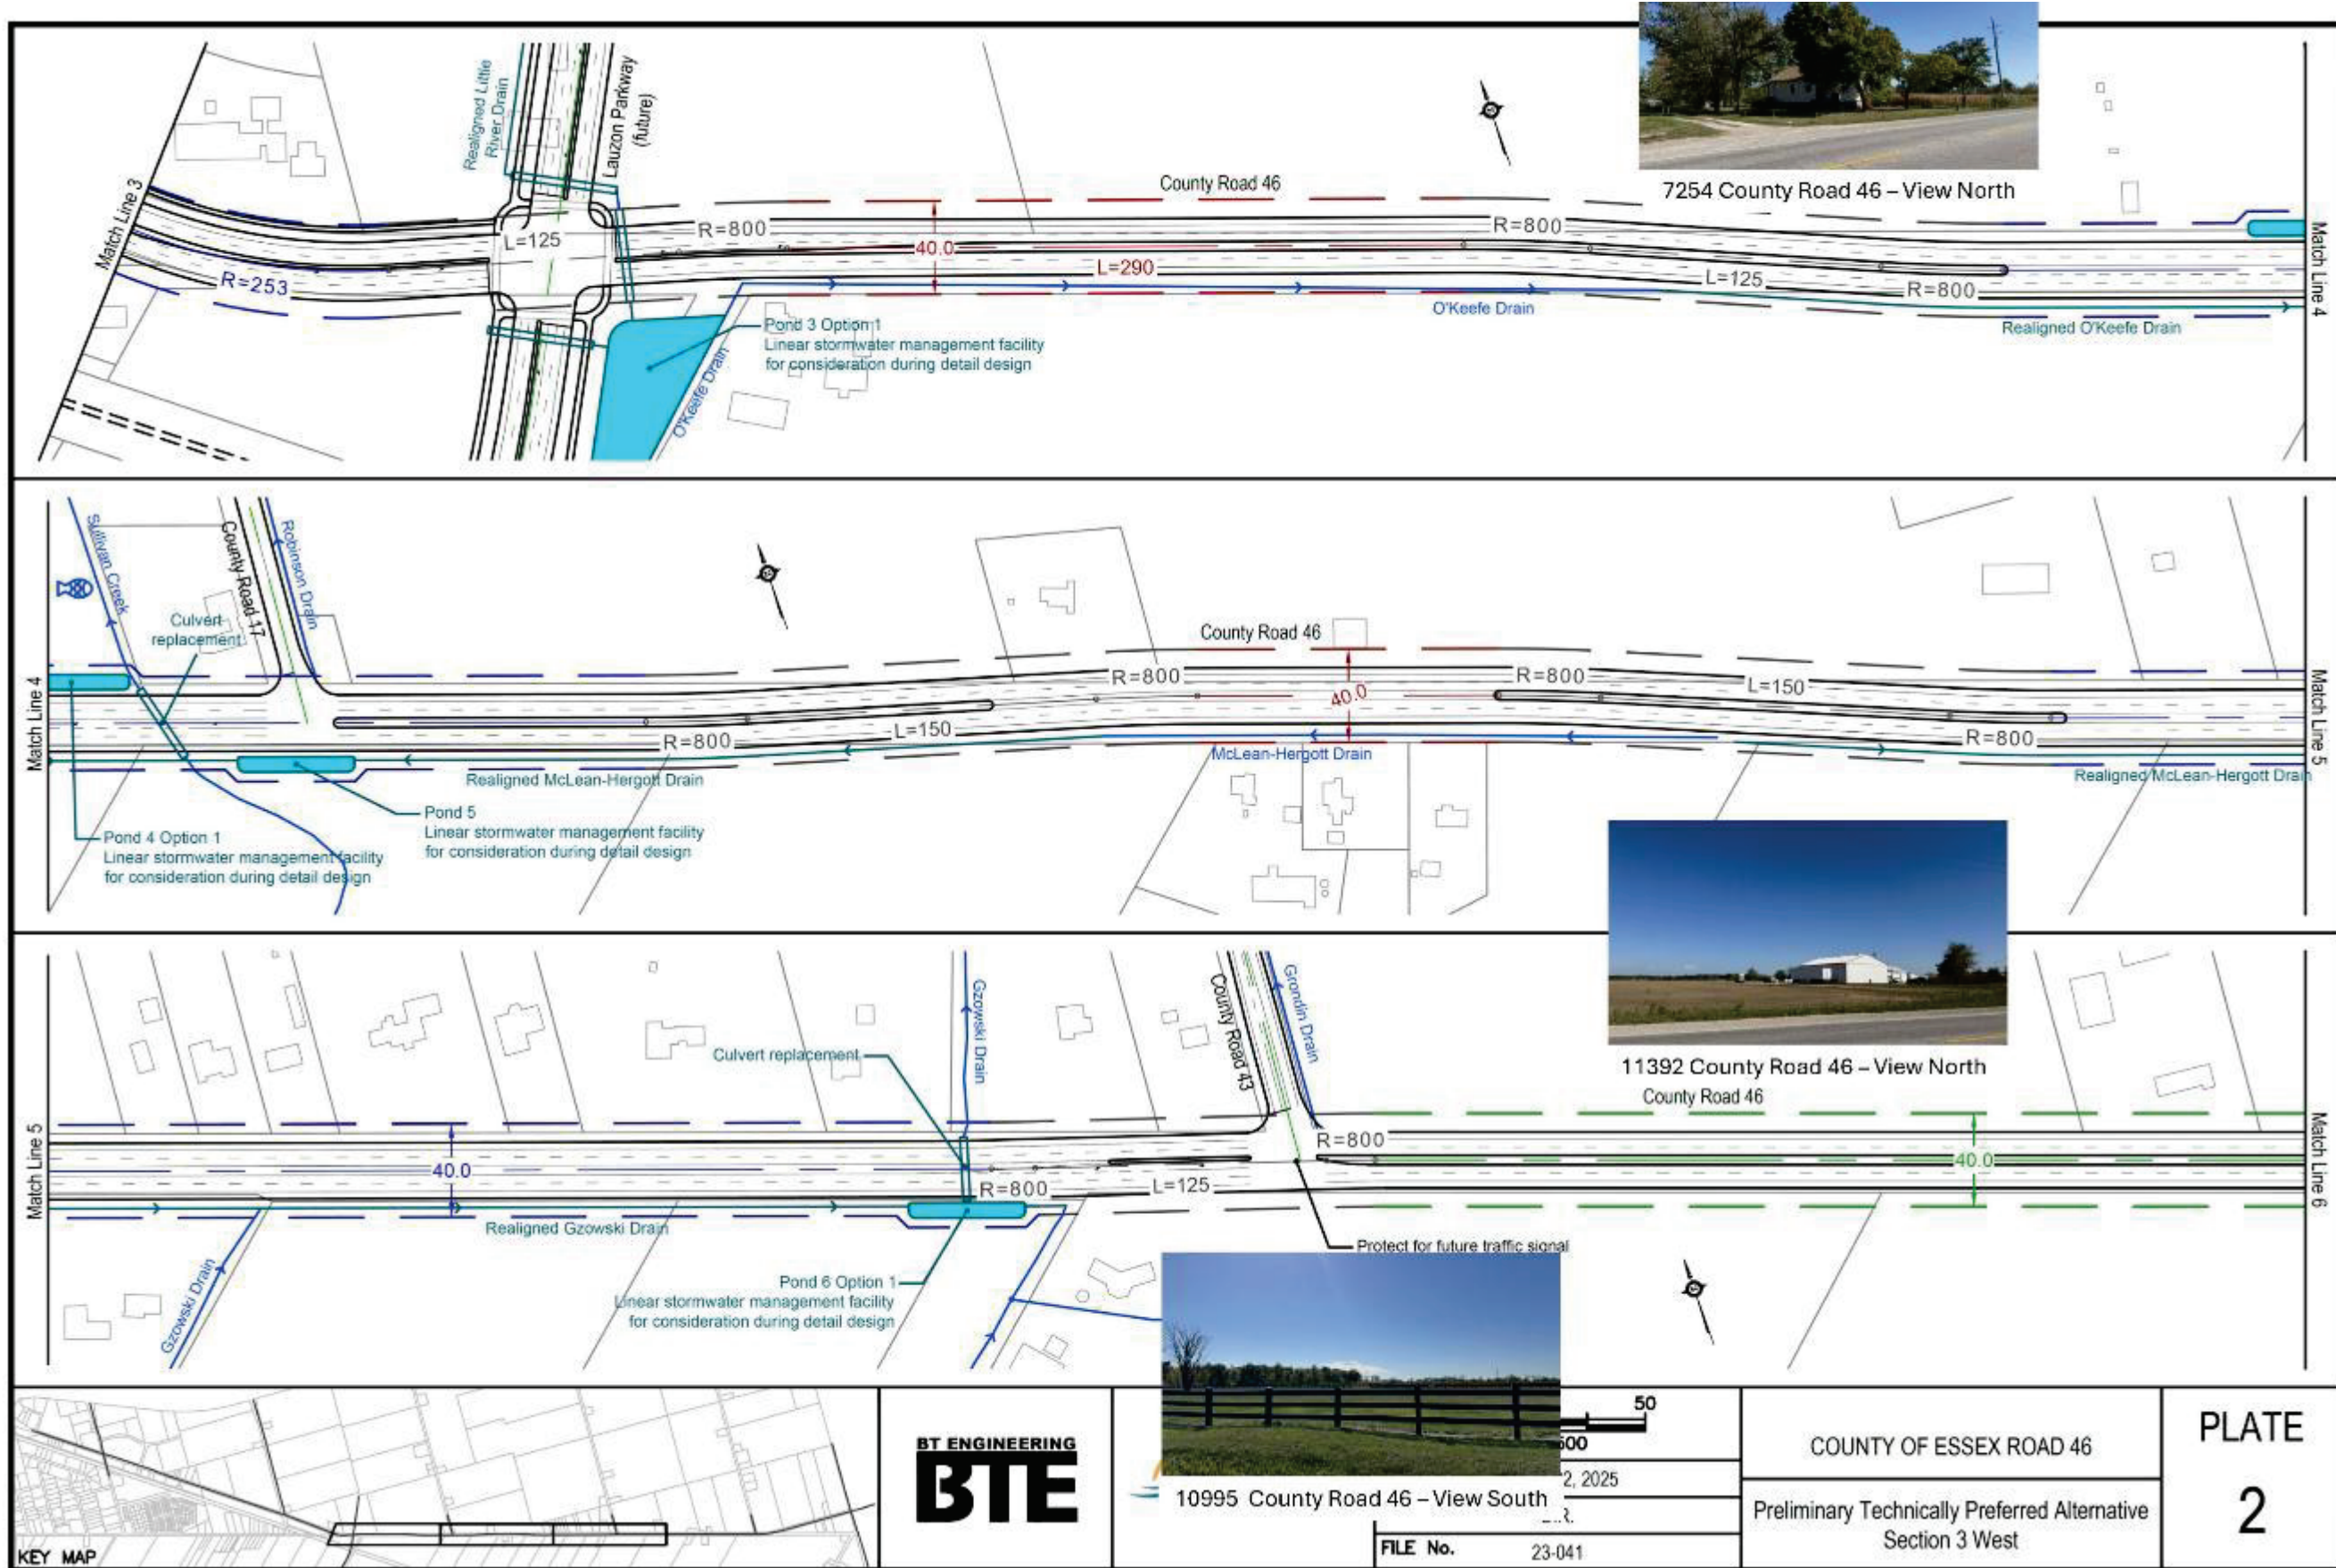 Match Line 3
Realigned Little
River Drain
Lauzon Parkway
(future)
County Road 46
7254 County Road 46 – View North
L=125
R=253
R=800
40.0
L=290
R=800
L=125
R=800
O'Keefe Drain
Realigned O'Keefe Drain
Match Line 4
Pond 3 Option 1
Linear stormwater management facility
for consideration during detail design
O'Keefe Drain
Match Line 4
Sullivan Creek
County Road 17
Robinson Drain
Culvert
replacement
County Road 46
R=800
L=150
R=800
40.0
R=800
L=150
R=800
Realigned McLean-Hergott Drain
McLean-Hergott Drain
Realigned McLean-Hergott Drain
Match Line 5
Pond 5
Linear stormwater management facility
for consideration during detail design
Pond 4 Option 1
Linear stormwater management facility
for consideration during detail design
Match Line 5
Gzowski Drain
Culvert replacement
County Road 43
Grondin Drain
11392 County Road 46 – View North
County Road 46
40.0
R=800
L=125
R=800
40.0
Match Line 6
Realigned Gzowski Drain
Gzowski Drain
Protect for future traffic signal
Pond 6 Option 1
Linear stormwater management facility
for consideration during detail design
10995 County Road 46 – View South
KEY MAP
BT ENGINEERING
BTE
50
2, 2025
FILE No. 23-041
COUNTY OF ESSEX ROAD 46
Preliminary Technically Preferred Alternative
Section 3 West
PLATE
2